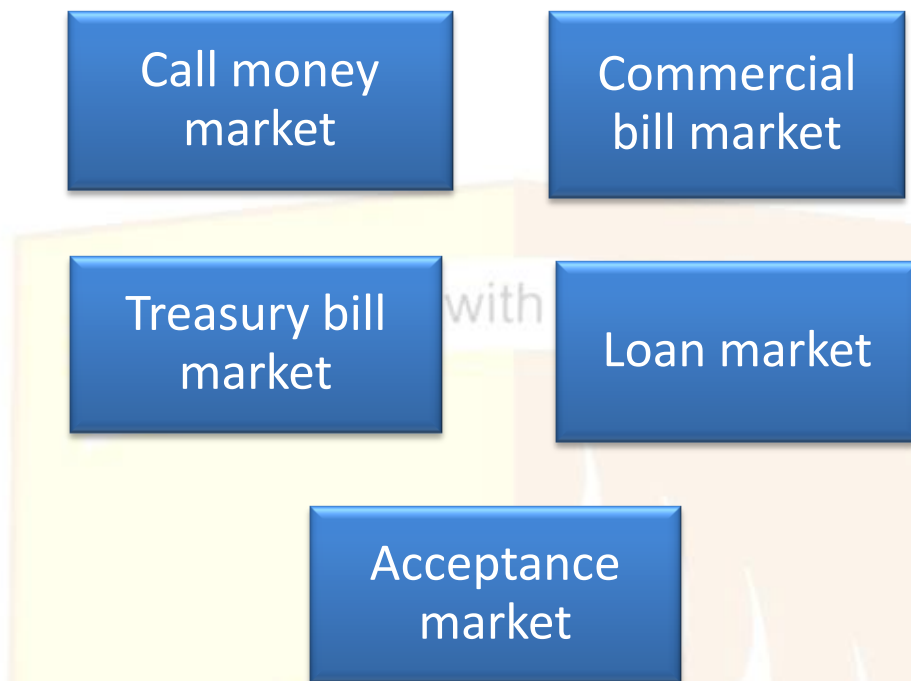 Call money
market
Commercial
bill market
Treasury bill
market
with
Loan market
Acceptance
market